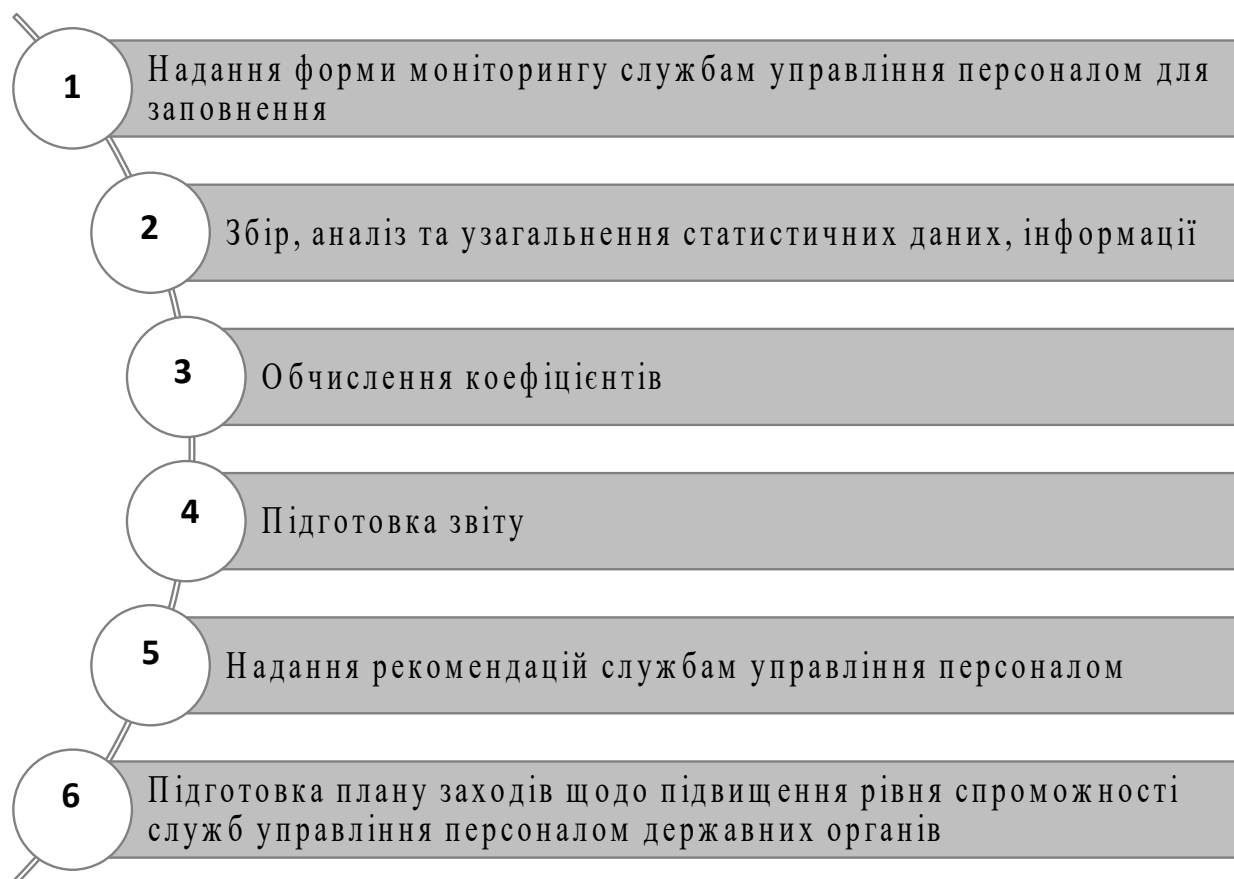 1
Надання форми моніторингу службам управління персоналом для
заповнення
2
Збір, аналіз та узагальнення статистичних даних, інформації
3
Обчислення коефіцієнтів
4
Підготовка звіту
5
Надання рекомендацій службам управління персоналом
6
Підготовка плану заходів щодо підвищення рівня спроможності
служб управління персоналом державних органів